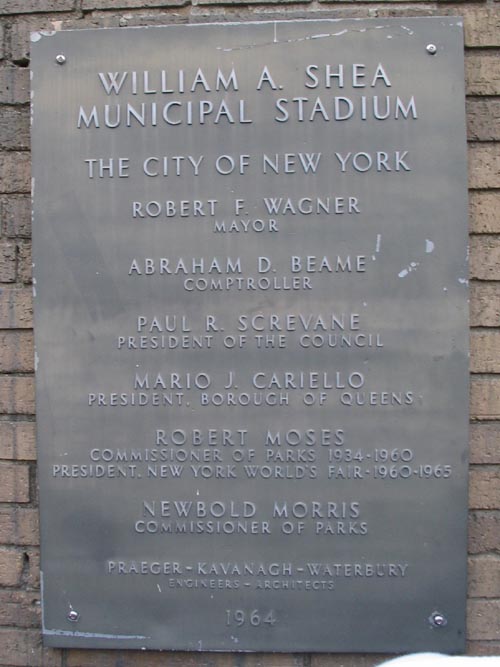 WILLIAM A. SHEA
MUNICIPAL STADIUM
THE CITY OF NEW YORK
ROBERT F. WAGNER
MAYOR
ABRAHAM D. BEAME
COMPTROLLER
PAUL R. SCREVANE
PRESIDENT OF THE COUNCIL
MARIO J. CARIELLO
PRESIDENT, BOROUGH OF QUEENS
ROBERT MOSES
COMMISSIONER OF PARKS 1934-1960
PRESIDENT, NEW YORK WORLD'S FAIR-1960-1965
NEWBOLD MORRIS
COMMISSIONER OF PARKS
PRAEGER-KAVANAGH-WATERBURY
ENGINEERS-ARCHITECTS
1964